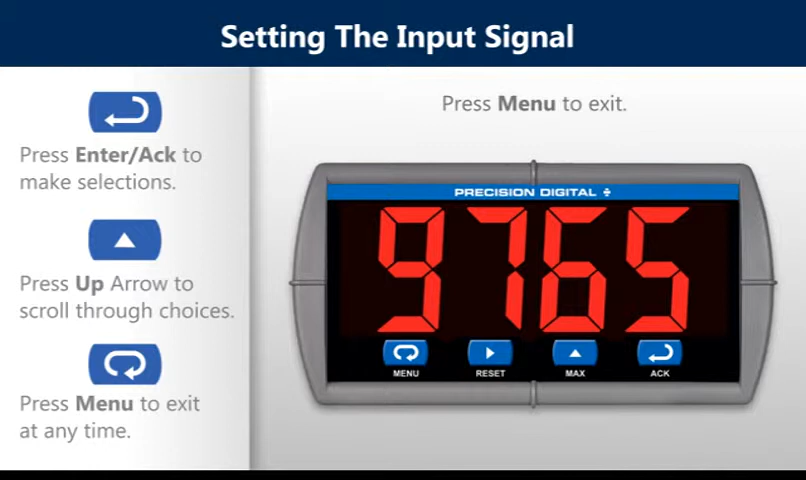 Setting The Input Signal
Press Enter/Ack to
make selections.
Press Up Arrow to
scroll through choices.
Press Menu to exit
at any time.
Press Menu to exit.
PRECISION DIGITAL
9765
MENU RESET MAX ACK